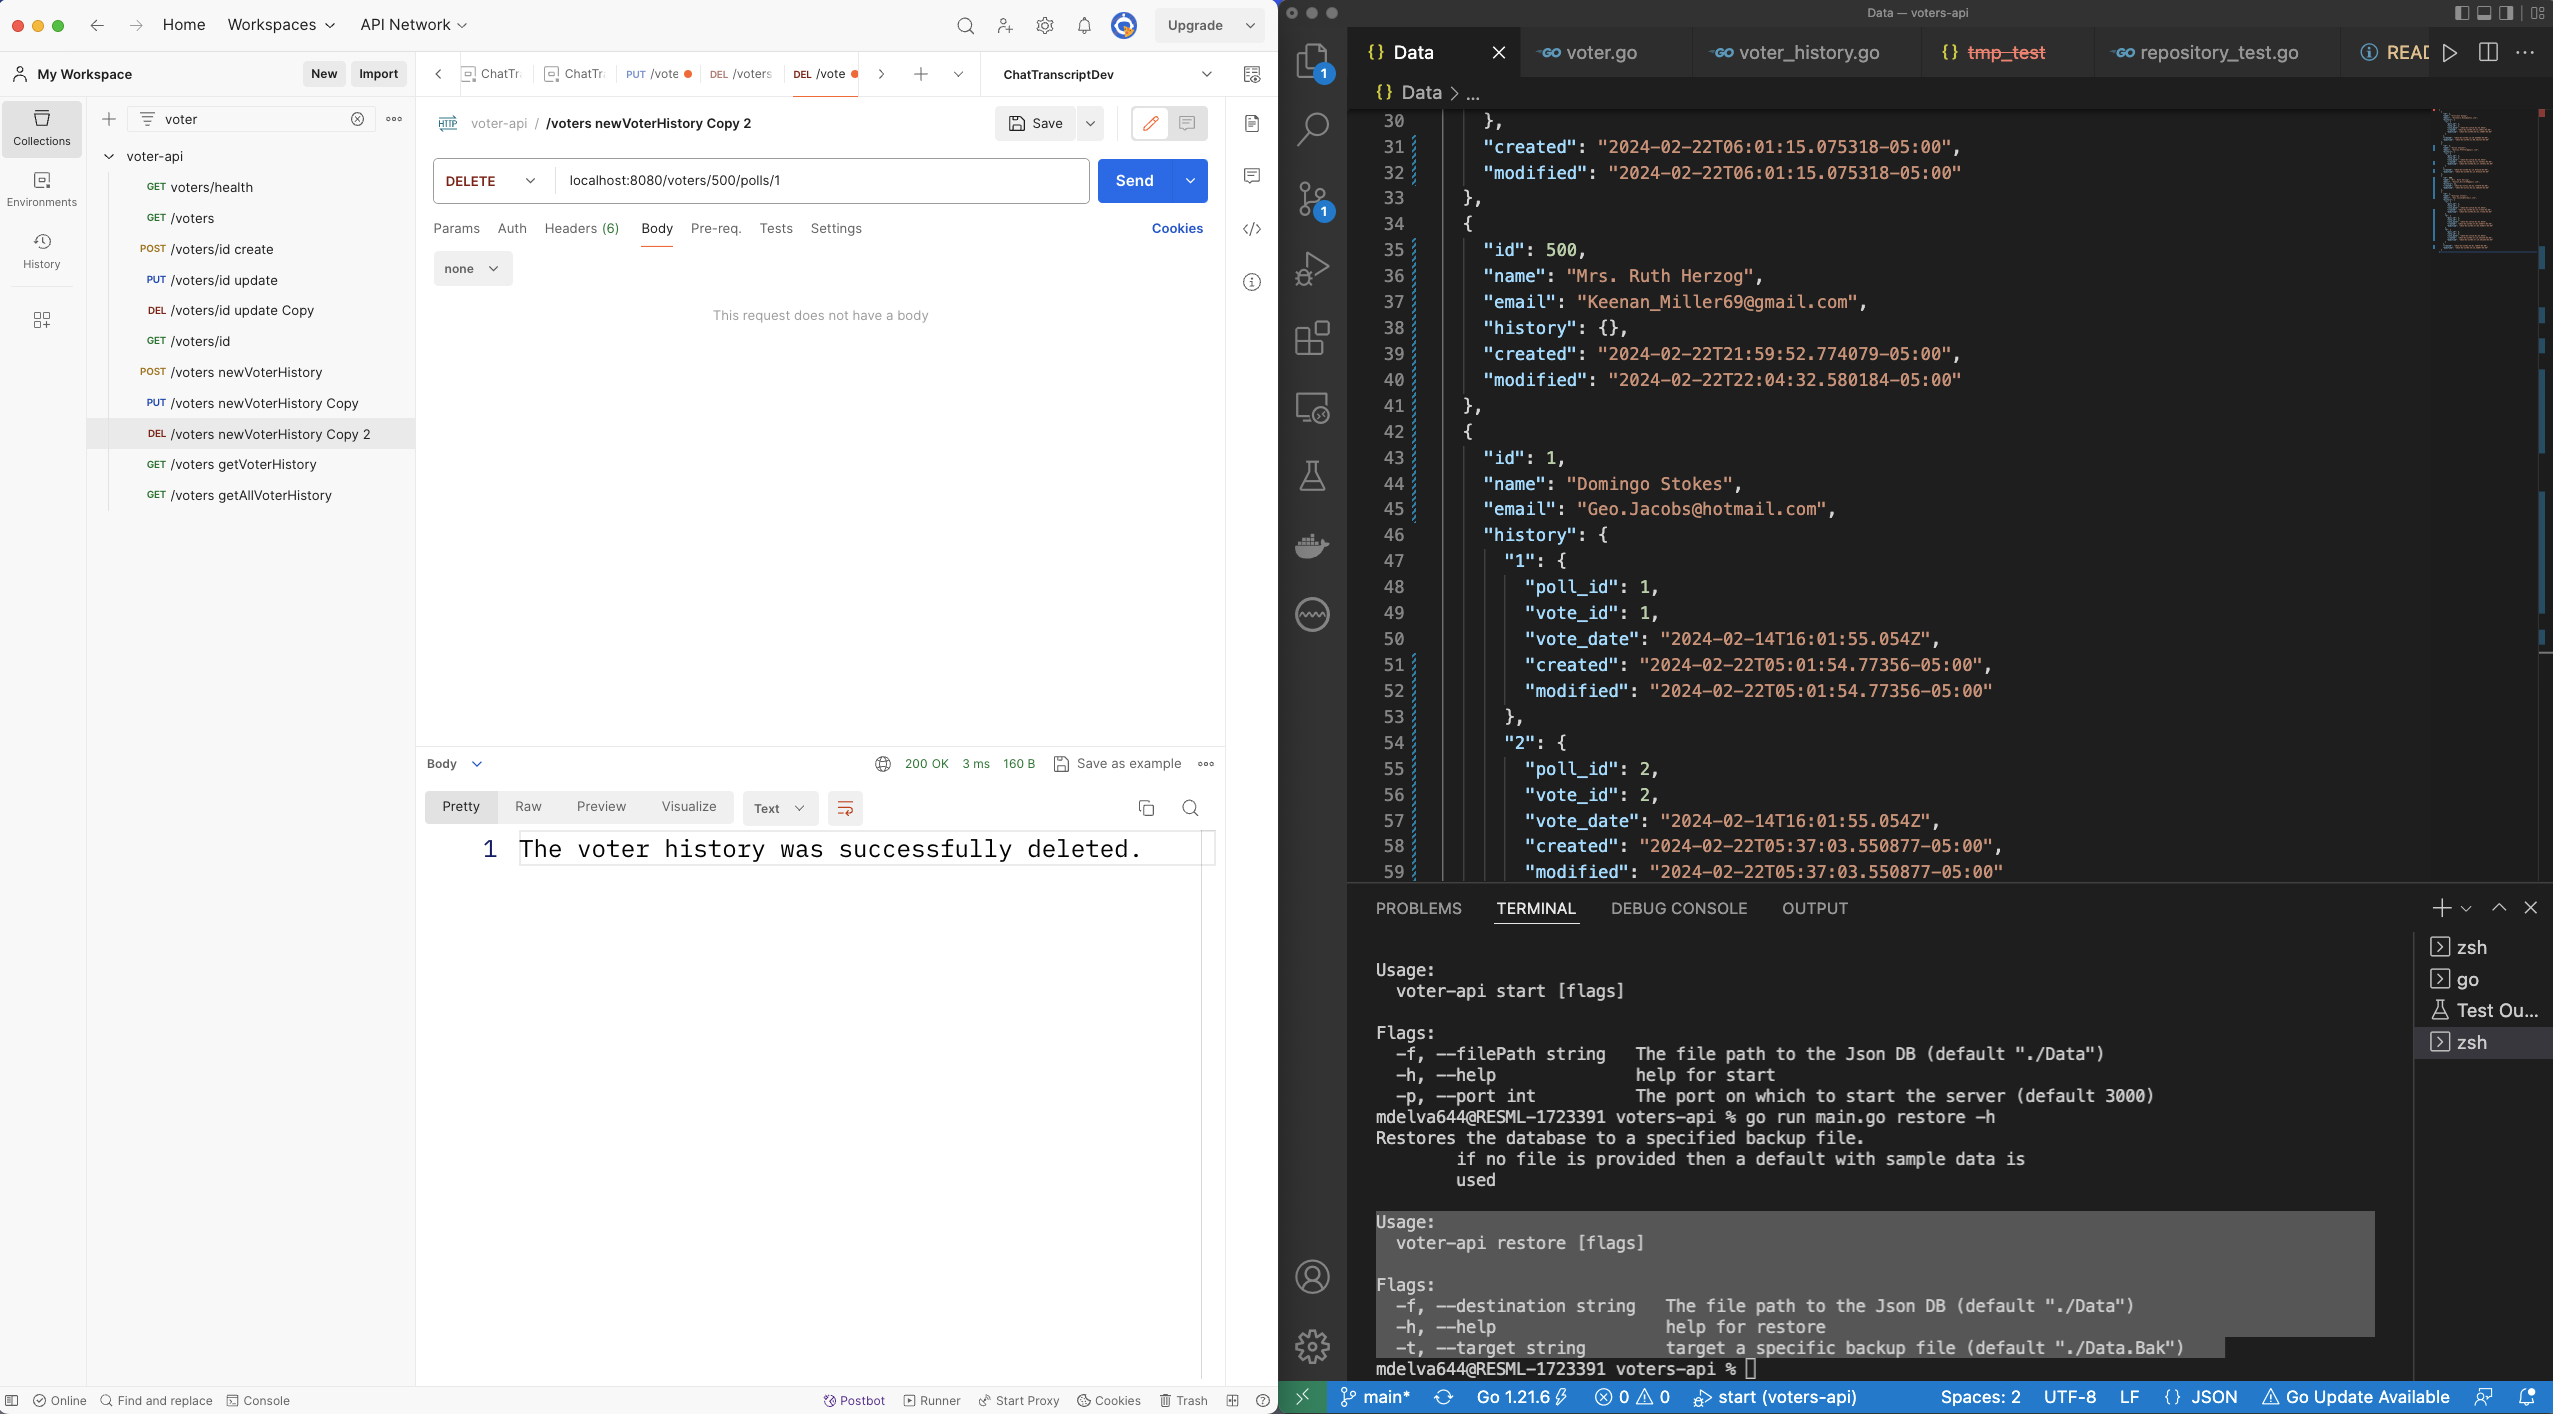 Home Workspaces API Network Upgrade
My Workspace New Import
ChatTr: ChatTr: PUT /vote DEL /voters DEL /vote ChatTranscriptDev
Collections
Environments
History
voter
voter-api
GET voters/health
GET /voters
POST /voters/id create
PUT /voters/id update
DEL /voters/id update Copy
GET /voters/id
POST /voters newVoterHistory
PUT /voters newVoterHistory Copy
DEL /voters newVoterHistory Copy 2
GET /voters getVoterHistory
GET /voters getAllVoterHistory
HTTP voter-api / /voters newVoterHistory Copy 2 Save
DELETE localhost:8080/voters/500/polls/1 Send
Params Auth Headers (6) Body Pre-req. Tests Settings Cookies
none
This request does not have a body
Body 200 OK 3 ms 160 B Save as example
Pretty Raw Preview Visualize Text
1 The voter history was successfully deleted.
Online Find and replace Console Postbot Runner Start Proxy Cookies Trash
Data — voters-api
1
1
{} Data GO voter.go GO voter_history.go {} tmp_test GO repository_test.go READ
{} Data > ...
30 },
31 "created": "2024-02-22T06:01:15.075318-05:00",
32 "modified": "2024-02-22T06:01:15.075318-05:00"
33 },
34 {
35 "id": 500,
36 "name": "Mrs. Ruth Herzog",
37 "email": "Keenan_Miller69@gmail.com",
38 "history": {},
39 "created": "2024-02-22T21:59:52.774079-05:00",
40 "modified": "2024-02-22T22:04:32.580184-05:00"
41 },
42 {
43 "id": 1,
44 "name": "Domingo Stokes",
45 "email": "Geo.Jacobs@hotmail.com",
46 "history": {
47 "1": {
48 "poll_id": 1,
49 "vote_id": 1,
50 "vote_date": "2024-02-14T16:01:55.054Z",
51 "created": "2024-02-22T05:01:54.77356-05:00",
52 "modified": "2024-02-22T05:01:54.77356-05:00"
53 },
54 "2": {
55 "poll_id": 2,
56 "vote_id": 2,
57 "vote_date": "2024-02-14T16:01:55.054Z",
58 "created": "2024-02-22T05:37:03.550877-05:00",
59 "modified": "2024-02-22T05:37:03.550877-05:00"
PROBLEMS TERMINAL DEBUG CONSOLE OUTPUT
Usage:
voter-api start [flags]
Flags:
-f, --filePath string The file path to the Json DB (default "./Data")
-h, --help help for start
-p, --port int The port on which to start the server (default 3000)
mdelva644@RESML-1723391 voters-api % go run main.go restore -h
Restores the database to a specified backup file.
if no file is provided then a default with sample data is
used
Usage:
voter-api restore [flags]
Flags:
-f, --destination string The file path to the Json DB (default "./Data")
-h, --help help for restore
-t, --target string target a specific backup file (default "./Data.Bak")
mdelva644@RESML-1723391 voters-api %
zsh
go
Test Ou...
zsh
main* Go 1.21.6 0 0 start (voters-api) Spaces: 2 UTF-8 LF {} JSON Go Update Available